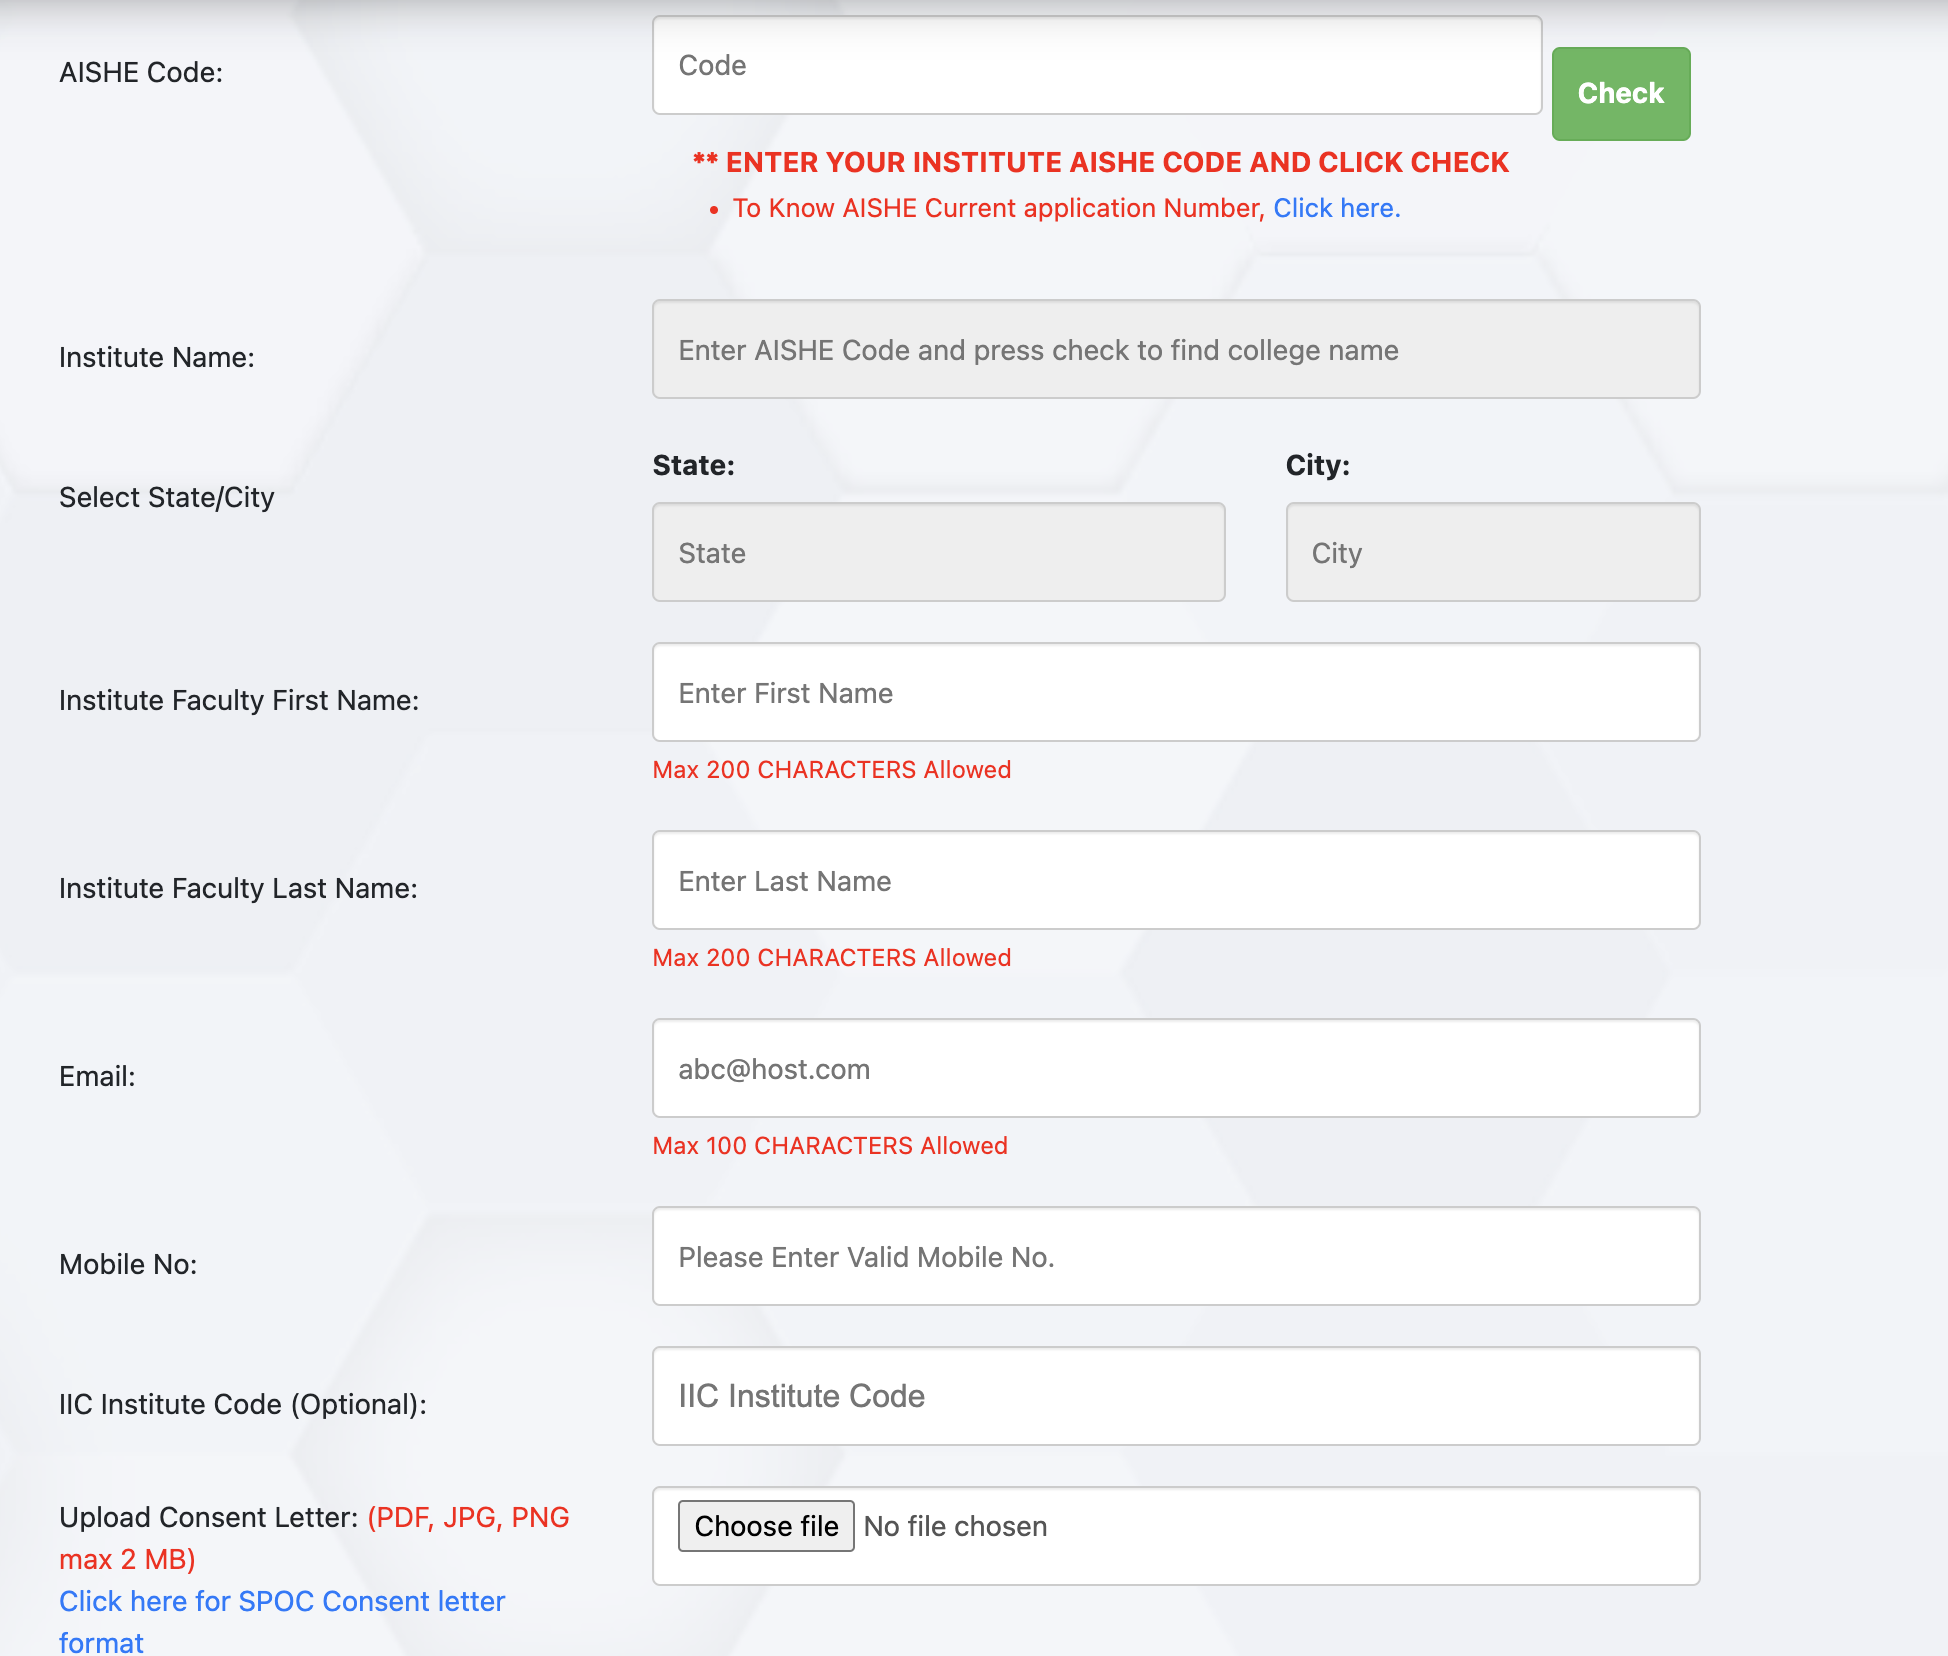 AISHE Code:
Code
Check
** ENTER YOUR INSTITUTE AISHE CODE AND CLICK CHECK
• To Know AISHE Current application Number, Click here.
Institute Name:
Enter AISHE Code and press check to find college name
Select State/City
State:
City:
State
City
Institute Faculty First Name:
Enter First Name
Max 200 CHARACTERS Allowed
Institute Faculty Last Name:
Enter Last Name
Max 200 CHARACTERS Allowed
Email:
abc@host.com
Max 100 CHARACTERS Allowed
Mobile No:
Please Enter Valid Mobile No.
IIC Institute Code (Optional):
IIC Institute Code
Upload Consent Letter: (PDF, JPG, PNG
max 2 MB)
Click here for SPOC Consent letter
format
Choose file No file chosen